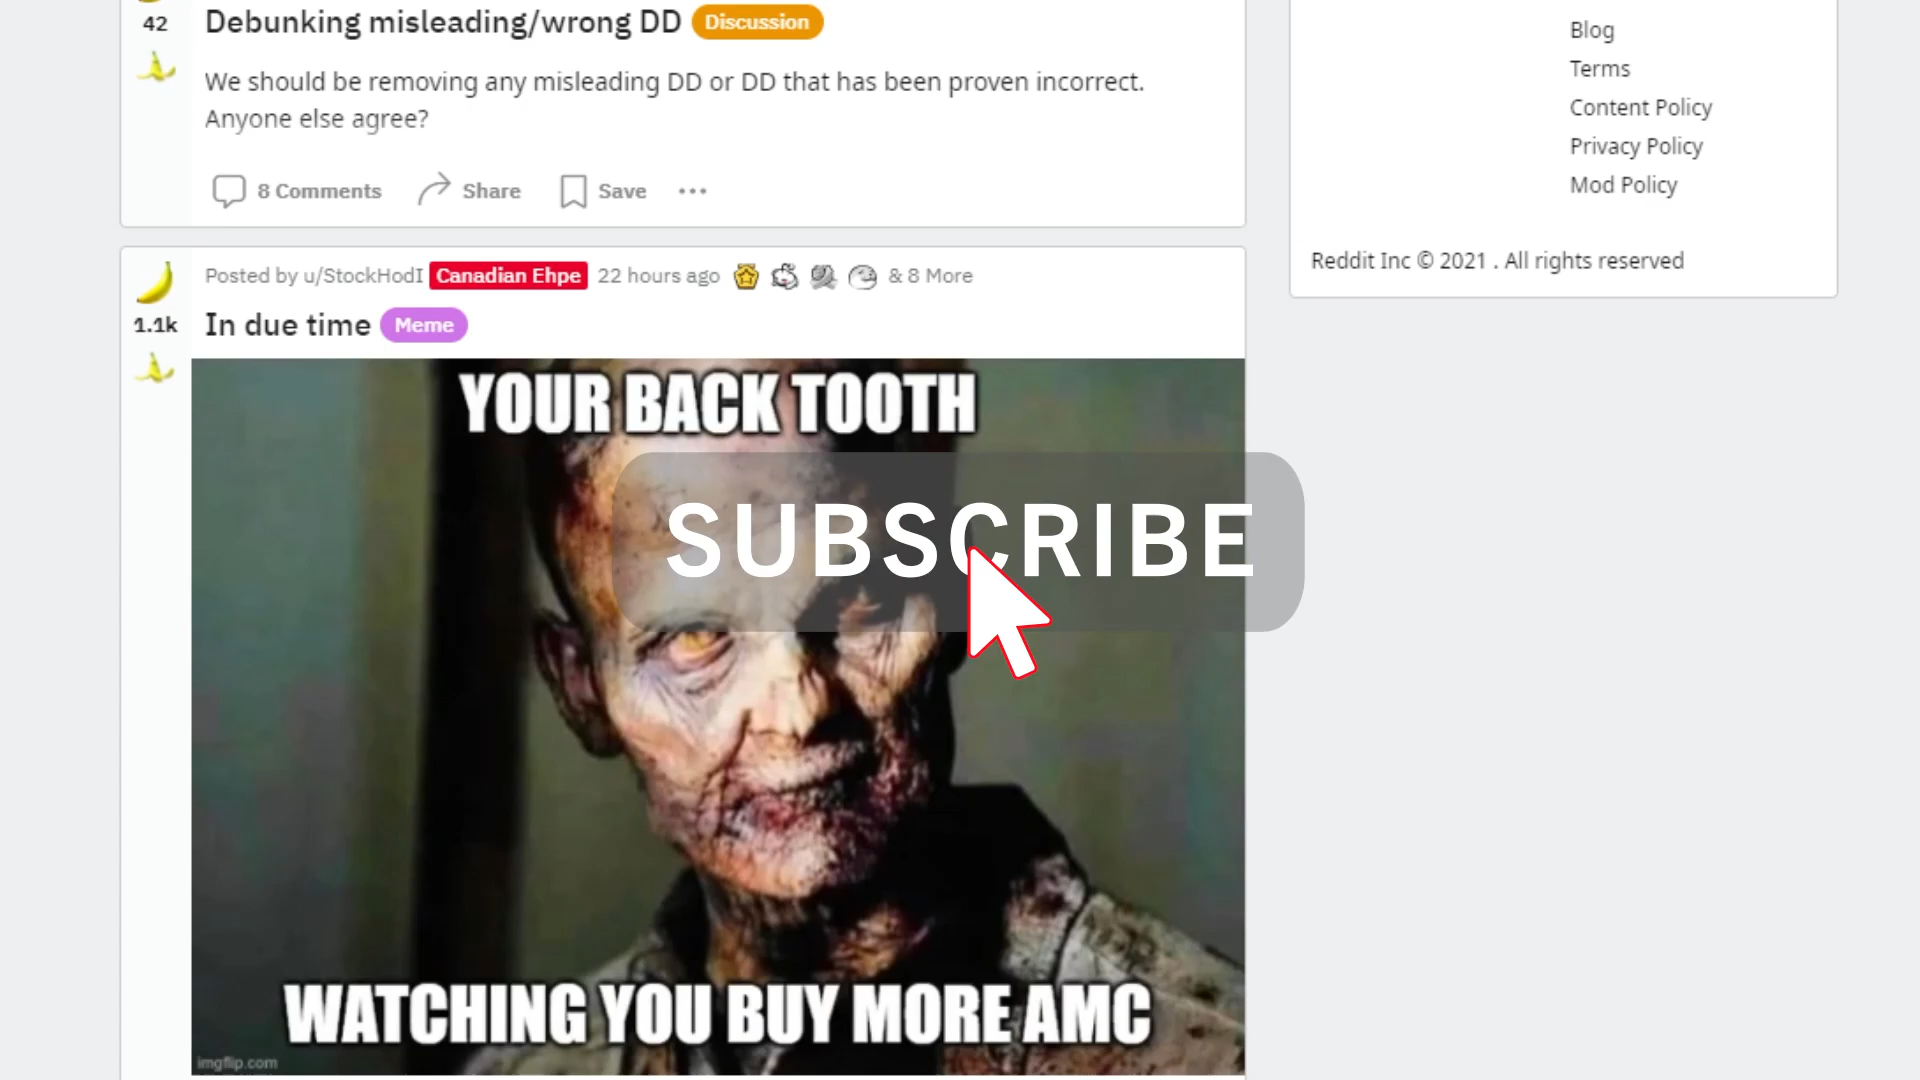 42
Debunking misleading/wrong DD Discussion
We should be removing any misleading DD or DD that has been proven incorrect.
Anyone else agree?
8 Comments Share Save
Posted by u/StockHodI Canadian Ehpe 22 hours ago & 8 More
1.1k
In due time Meme
YOUR BACK TOOTH
SUBSCRIBE
WATCHING YOU BUY MORE AMC
imgflip.com
Blog
Terms
Content Policy
Privacy Policy
Mod Policy
Reddit Inc © 2021 . All rights reserved